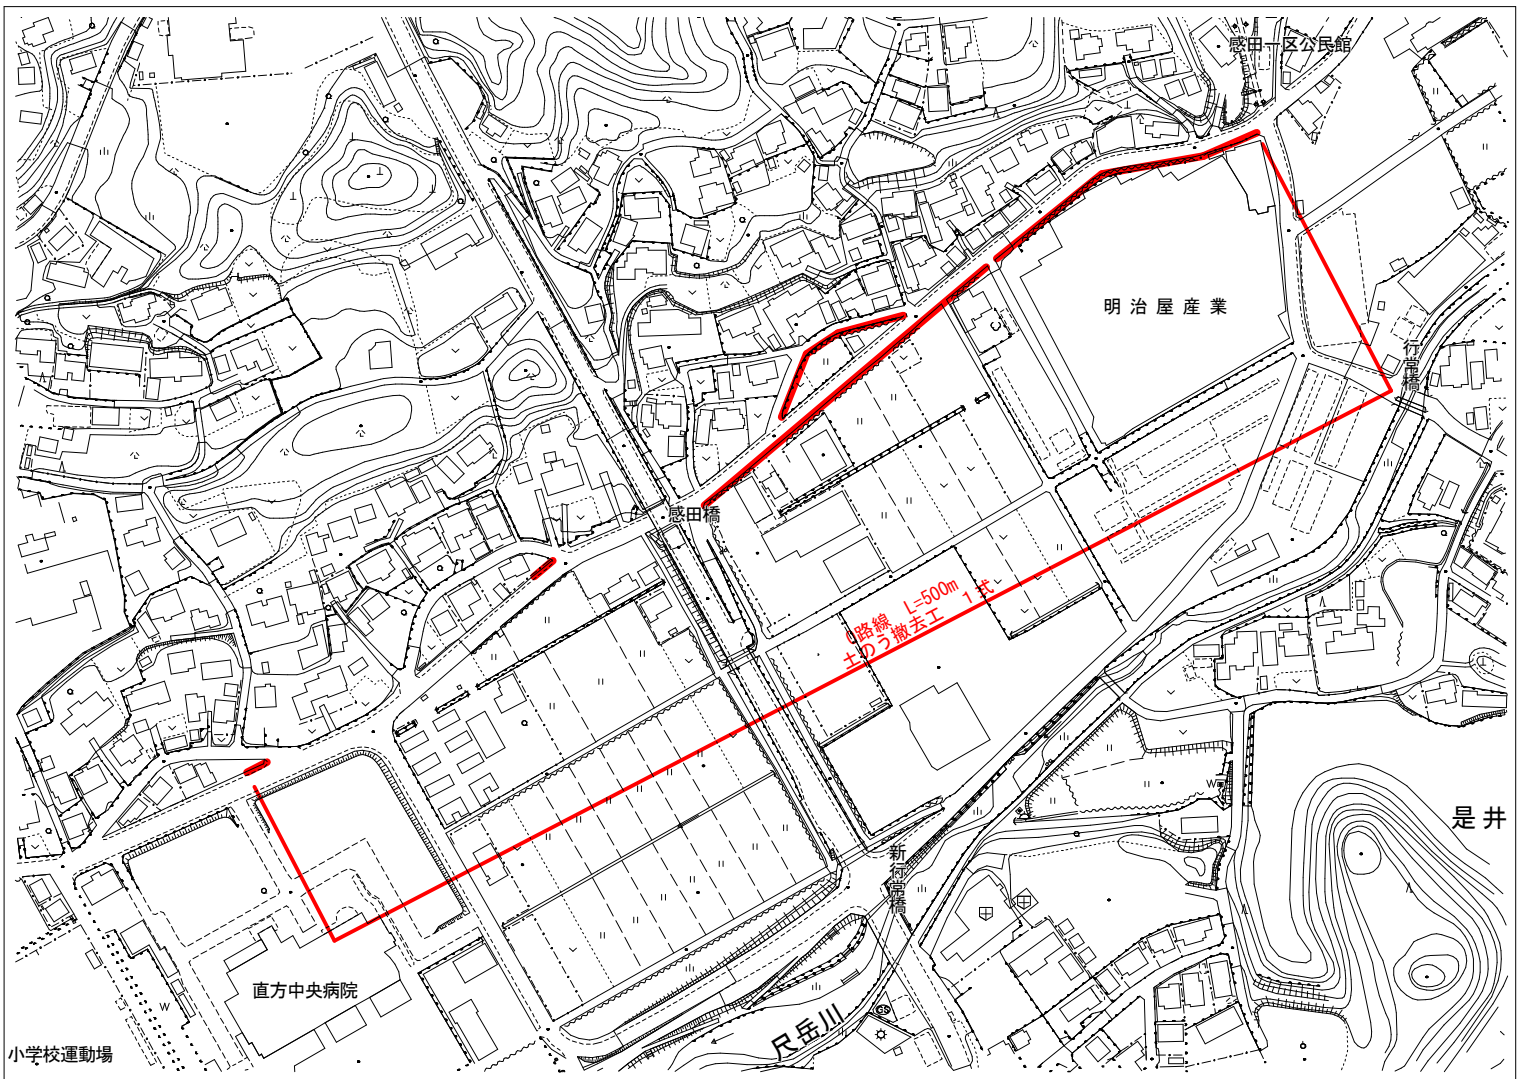 感田一区公民館
明治屋産業
行常橋
感田橋
C路線　L=500m
土のう撤去工　1式
是井
新行常橋
直方中央病院
尺岳川
小学校運動場
W
W